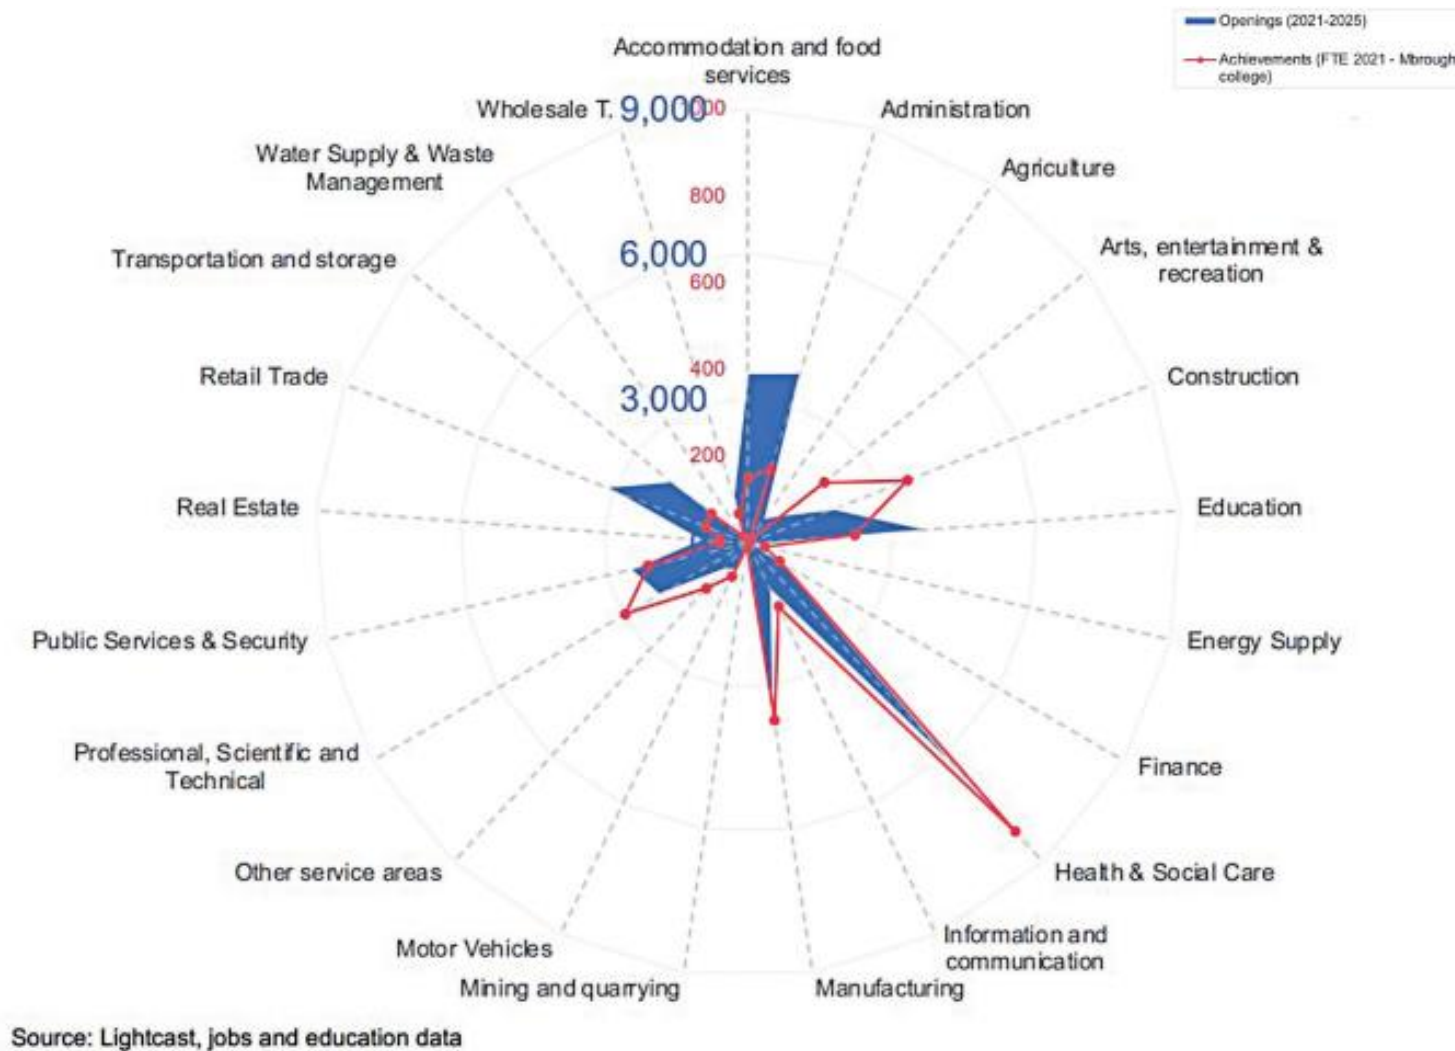 Openings (2021-2025)
Achievements (FTE 2021 - Mbrough
college)
Accommodation and food
services
Wholesale T.
9,000
Administration
Water Supply & Waste
Management
Agriculture
800
Transportation and storage
6,000
600
Arts, entertainment &
recreation
Retail Trade
400
3,000
Construction
200
Real Estate
Education
Public Services & Security
Energy Supply
Professional, Scientific and
Technical
Finance
Other service areas
Health & Social Care
Motor Vehicles
Information and
communication
Mining and quarrying
Manufacturing
Source: Lightcast, jobs and education data